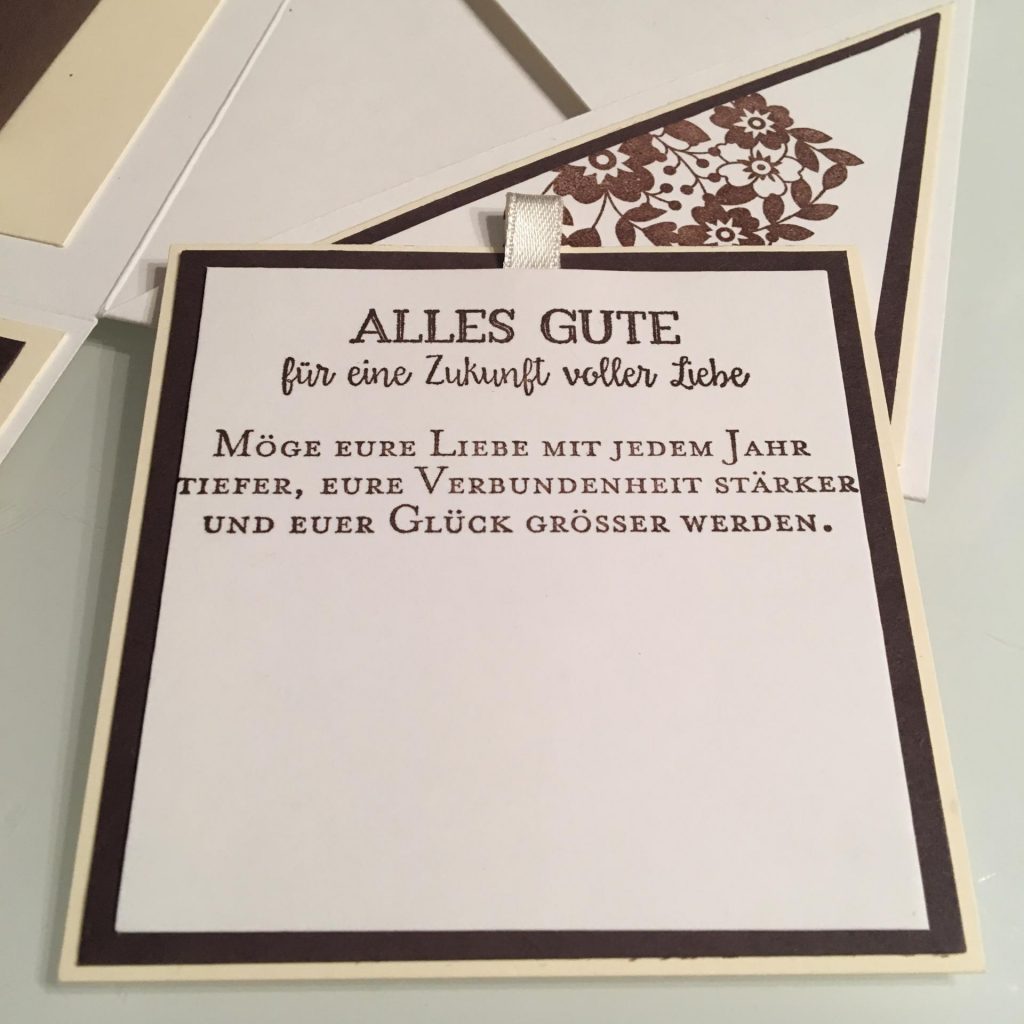 ALLES GUTE
für eine Zukunft voller Liebe
Möge eure Liebe mit jedem Jahr
tiefer, eure Verbundenheit stärker
und euer Glück grösser werden.